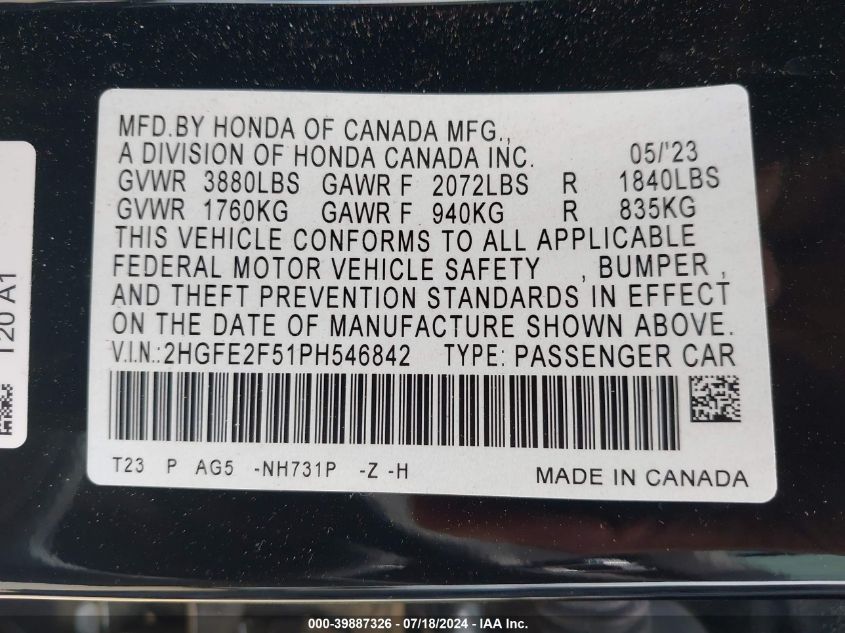 MFD.BY HONDA OF CANADA MFG.,
A DIVISION OF HONDA CANADA INC. 05/'23
GVWR 3880LBS GAWR F 2072LBS R 1840LBS
GVWR 1760KG GAWR F 940KG R 835KG
THIS VEHICLE CONFORMS TO ALL APPLICABLE
FEDERAL MOTOR VEHICLE SAFETY , BUMPER ,
AND THEFT PREVENTION STANDARDS IN EFFECT
ON THE DATE OF MANUFACTURE SHOWN ABOVE.
V.I.N.:2HGFE2F51PH546842 TYPE: PASSENGER CAR
T23 P AG5 -NH731P -Z -H
MADE IN CANADA
T20 A1
000-39887326 - 07/18/2024 - IAA Inc.